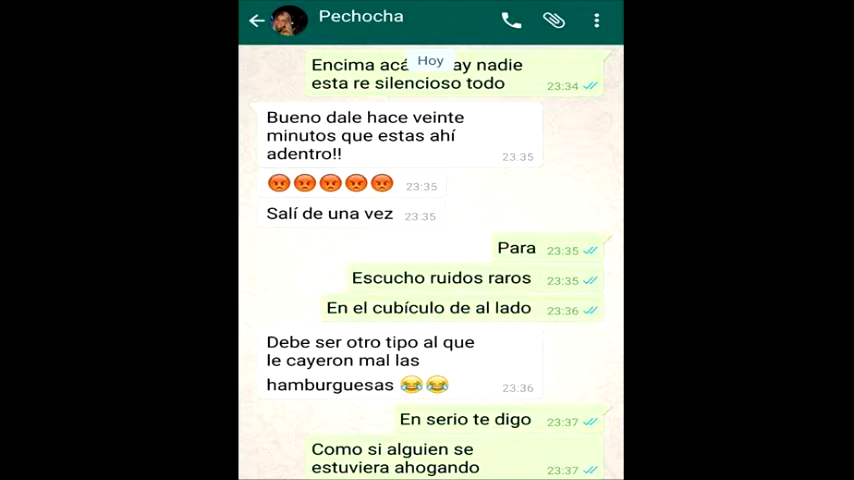 Pechocha
Hoy
Encima acá ay nadie
esta re silencioso todo
23:34
Bueno dale hace veinte
minutos que estas ahí
adentro!!
23:35
😡😡😡😡😡 23:35
Salí de una vez 23:35
Para 23:35
Escucho ruidos raros 23:35
En el cubículo de al lado 23:36
Debe ser otro tipo al que
le cayeron mal las
hamburguesas 😂😂 23:36
En serio te digo 23:37
Como si alguien se
estuviera ahogando 23:37